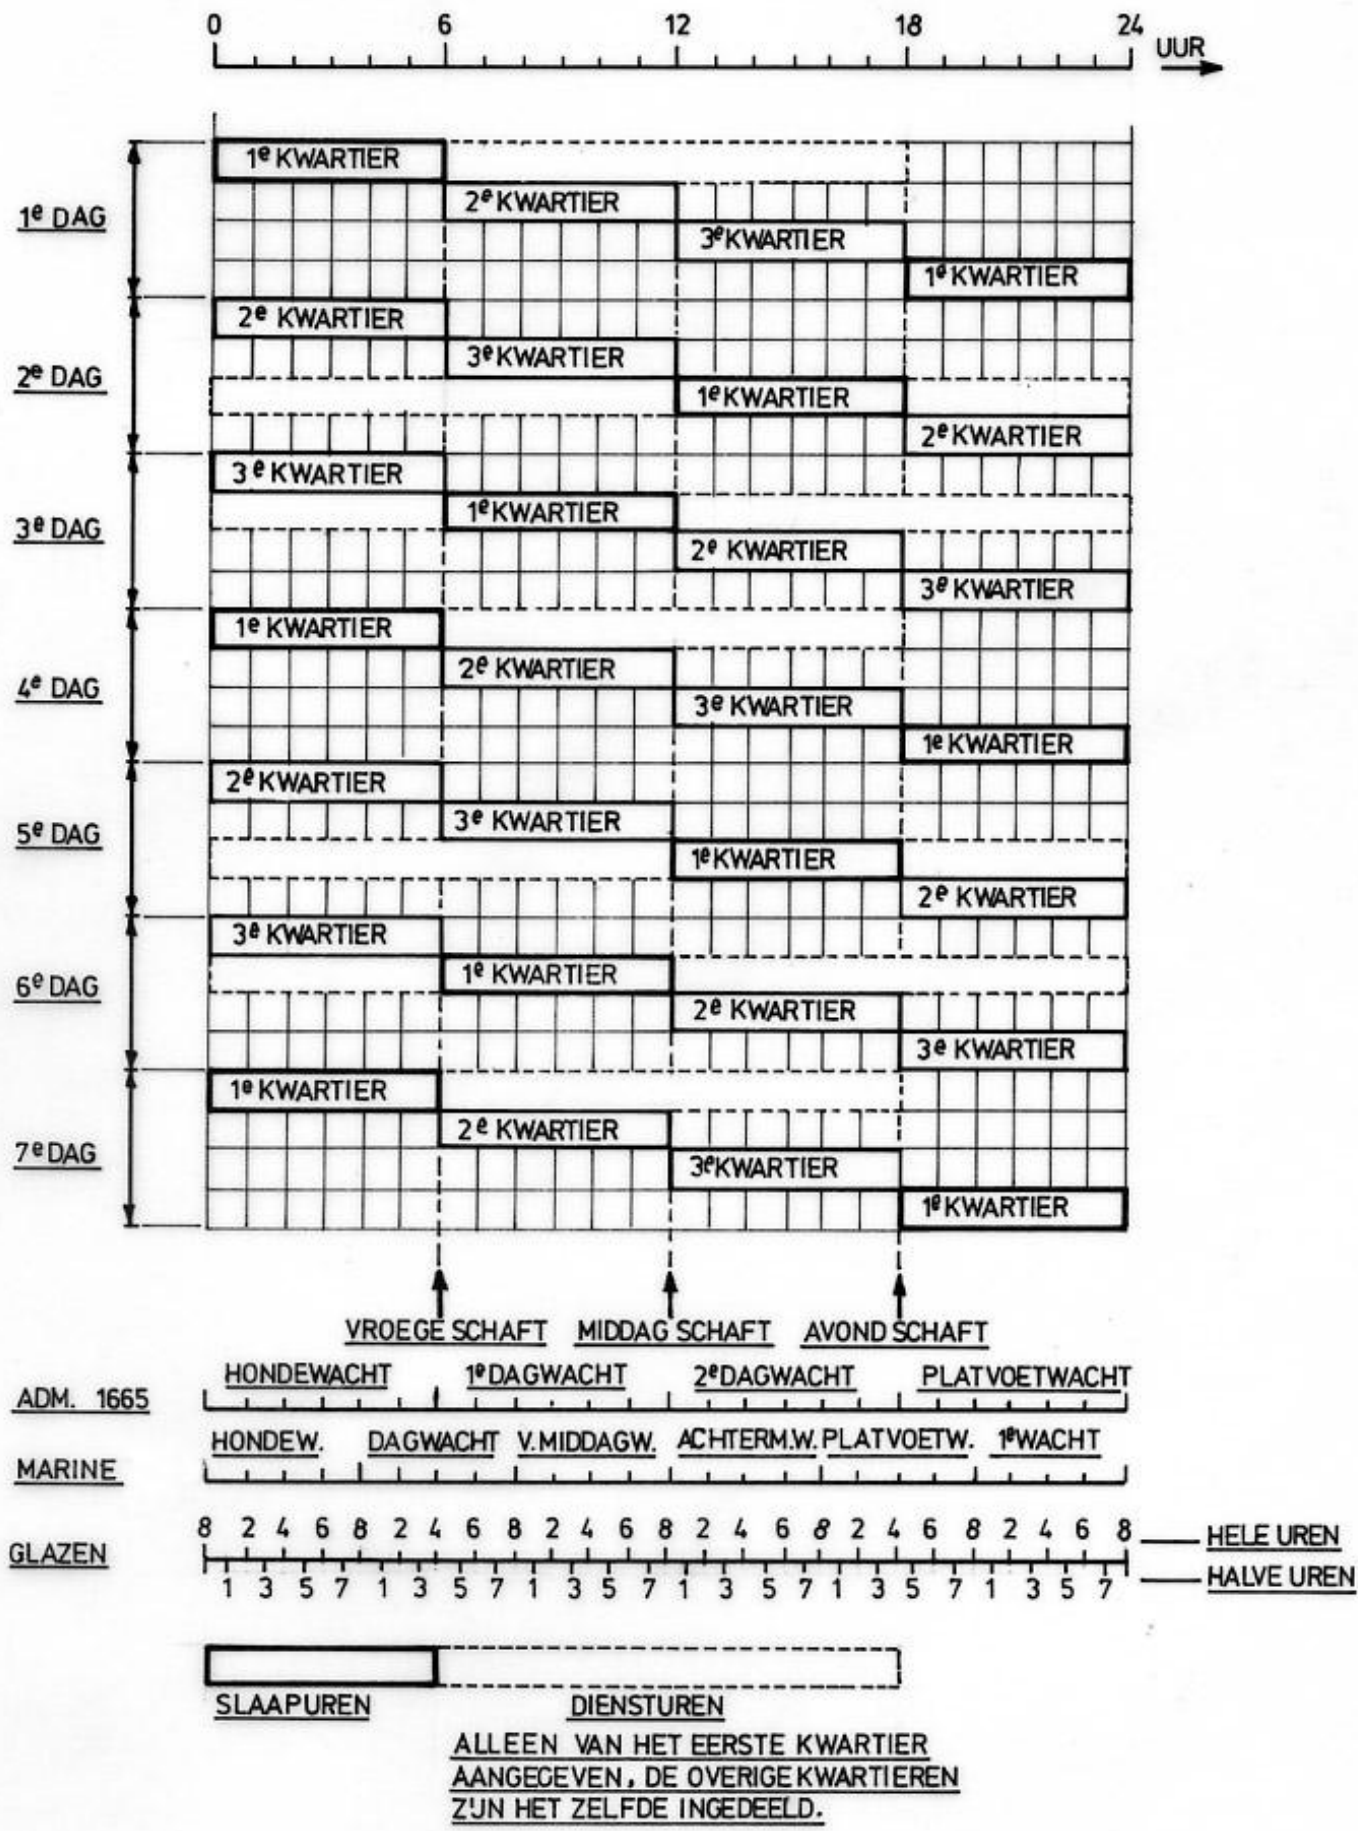 0 6 12 18 24
UUR
1e KWARTIER
2e KWARTIER
1e DAG
3e KWARTIER
1e KWARTIER
2e KWARTIER
3e KWARTIER
2e DAG
1e KWARTIER
2e KWARTIER
3e KWARTIER
1e KWARTIER
3e DAG
2e KWARTIER
3e KWARTIER
1e KWARTIER
2e KWARTIER
4e DAG
3e KWARTIER
1e KWARTIER
2e KWARTIER
3e KWARTIER
5e DAG
1e KWARTIER
2e KWARTIER
3e KWARTIER
1e KWARTIER
6e DAG
2e KWARTIER
3e KWARTIER
1e KWARTIER
2e KWARTIER
7e DAG
3e KWARTIER
1e KWARTIER
VROEGE SCHAFT MIDDAG SCHAFT AVOND SCHAFT
HONDEWACHT 1e DAGWACHT 2e DAGWACHT PLATVOETWACHT
ADM. 1665
HONDEW. DAGWACHT V.MIDDAGW. ACHTERM.W. PLATVOETW. 1e WACHT
MARINE
8 2 4 6 8 2 4 6 8 2 4 6 8 2 4 6 8 2 4 6 8 2 4 6 8 HELE UREN
GLAZEN
1 3 5 7 1 3 5 7 1 3 5 7 1 3 5 7 1 3 5 7 1 3 5 7 HALVE UREN
SLAAPUREN DIENSTUREN
ALLEEN VAN HET EERSTE KWARTIER
AANGEGEVEN, DE OVERIGE KWARTIEREN
ZIJN HET ZELFDE INGEDEELD.